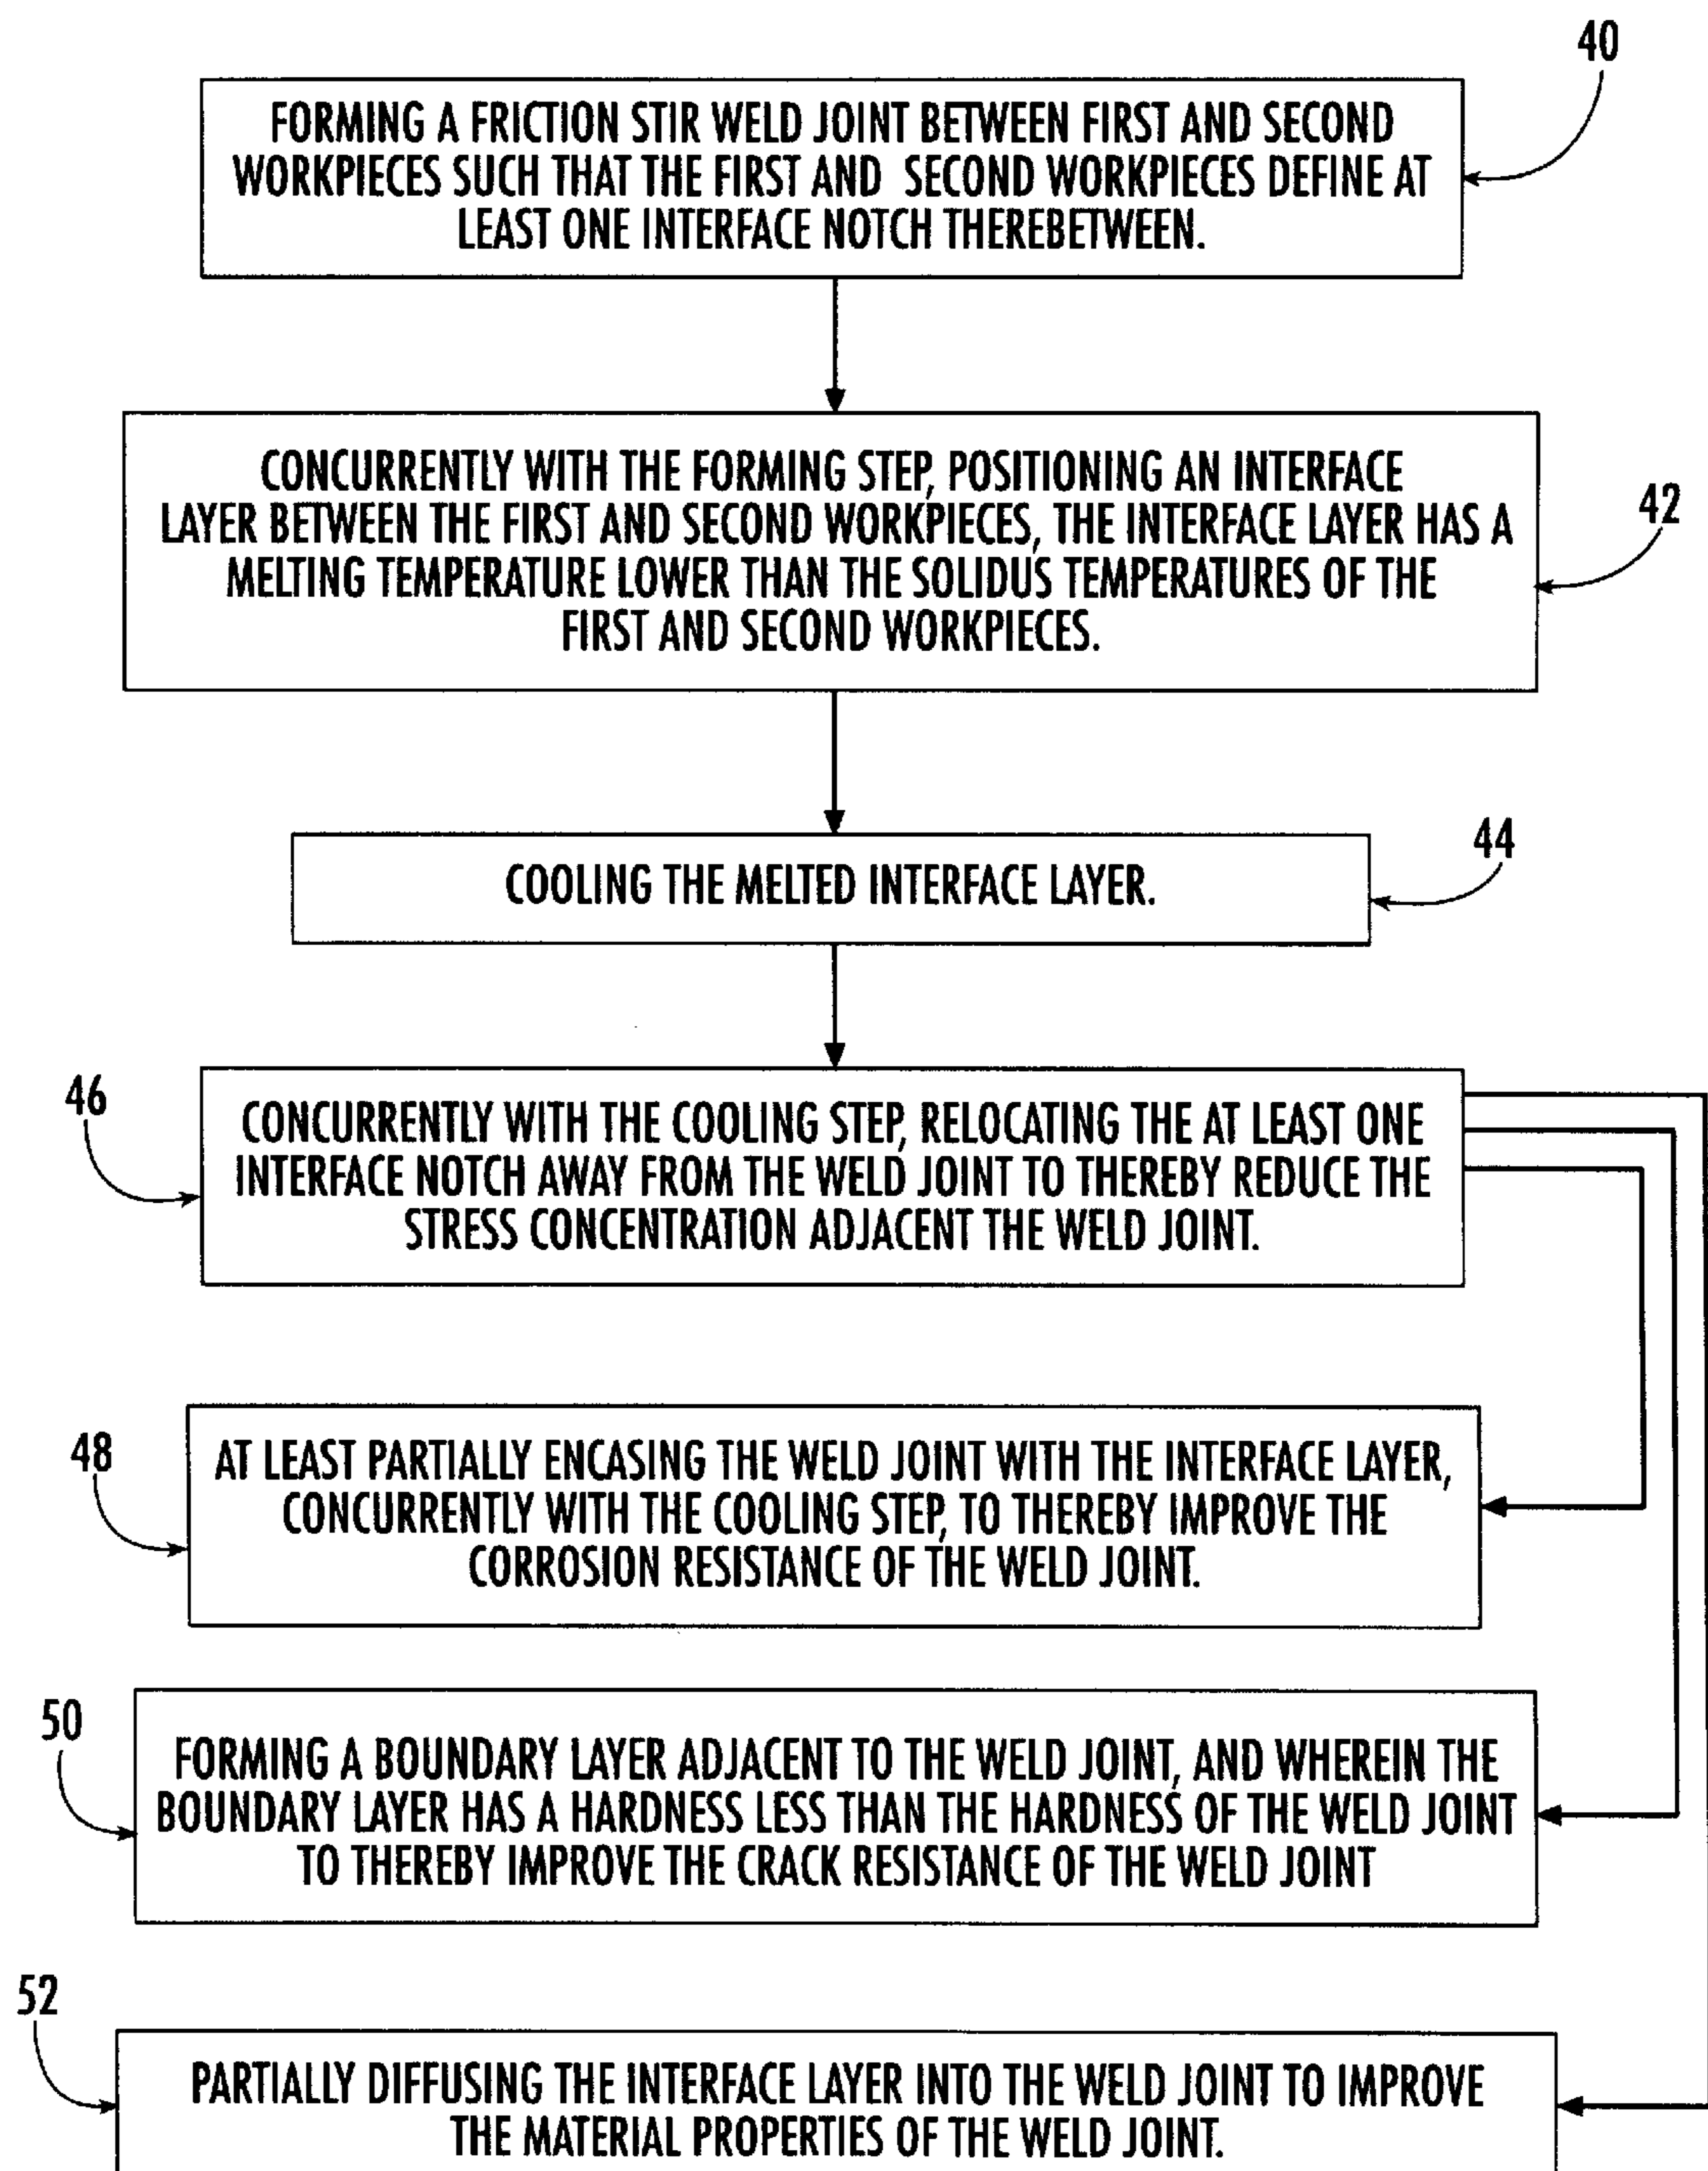 40
FORMING A FRICTION STIR WELD JOINT BETWEEN FIRST AND SECOND
WORKPIECES SUCH THAT THE FIRST AND SECOND WORKPIECES DEFINE AT
LEAST ONE INTERFACE NOTCH THEREBETWEEN.
CONCURRENTLY WITH THE FORMING STEP, POSITIONING AN INTERFACE
LAYER BETWEEN THE FIRST AND SECOND WORKPIECES, THE INTERFACE LAYER HAS A
MELTING TEMPERATURE LOWER THAN THE SOLIDUS TEMPERATURES OF THE
FIRST AND SECOND WORKPIECES.
42
COOLING THE MELTED INTERFACE LAYER.
44
46
CONCURRENTLY WITH THE COOLING STEP, RELOCATING THE AT LEAST ONE
INTERFACE NOTCH AWAY FROM THE WELD JOINT TO THEREBY REDUCE THE
STRESS CONCENTRATION ADJACENT THE WELD JOINT.
48
AT LEAST PARTIALLY ENCASING THE WELD JOINT WITH THE INTERFACE LAYER,
CONCURRENTLY WITH THE COOLING STEP, TO THEREBY IMPROVE THE
CORROSION RESISTANCE OF THE WELD JOINT.
50
FORMING A BOUNDARY LAYER ADJACENT TO THE WELD JOINT, AND WHEREIN THE
BOUNDARY LAYER HAS A HARDNESS LESS THAN THE HARDNESS OF THE WELD JOINT
TO THEREBY IMPROVE THE CRACK RESISTANCE OF THE WELD JOINT
52
PARTIALLY DIFFUSING THE INTERFACE LAYER INTO THE WELD JOINT TO IMPROVE
THE MATERIAL PROPERTIES OF THE WELD JOINT.